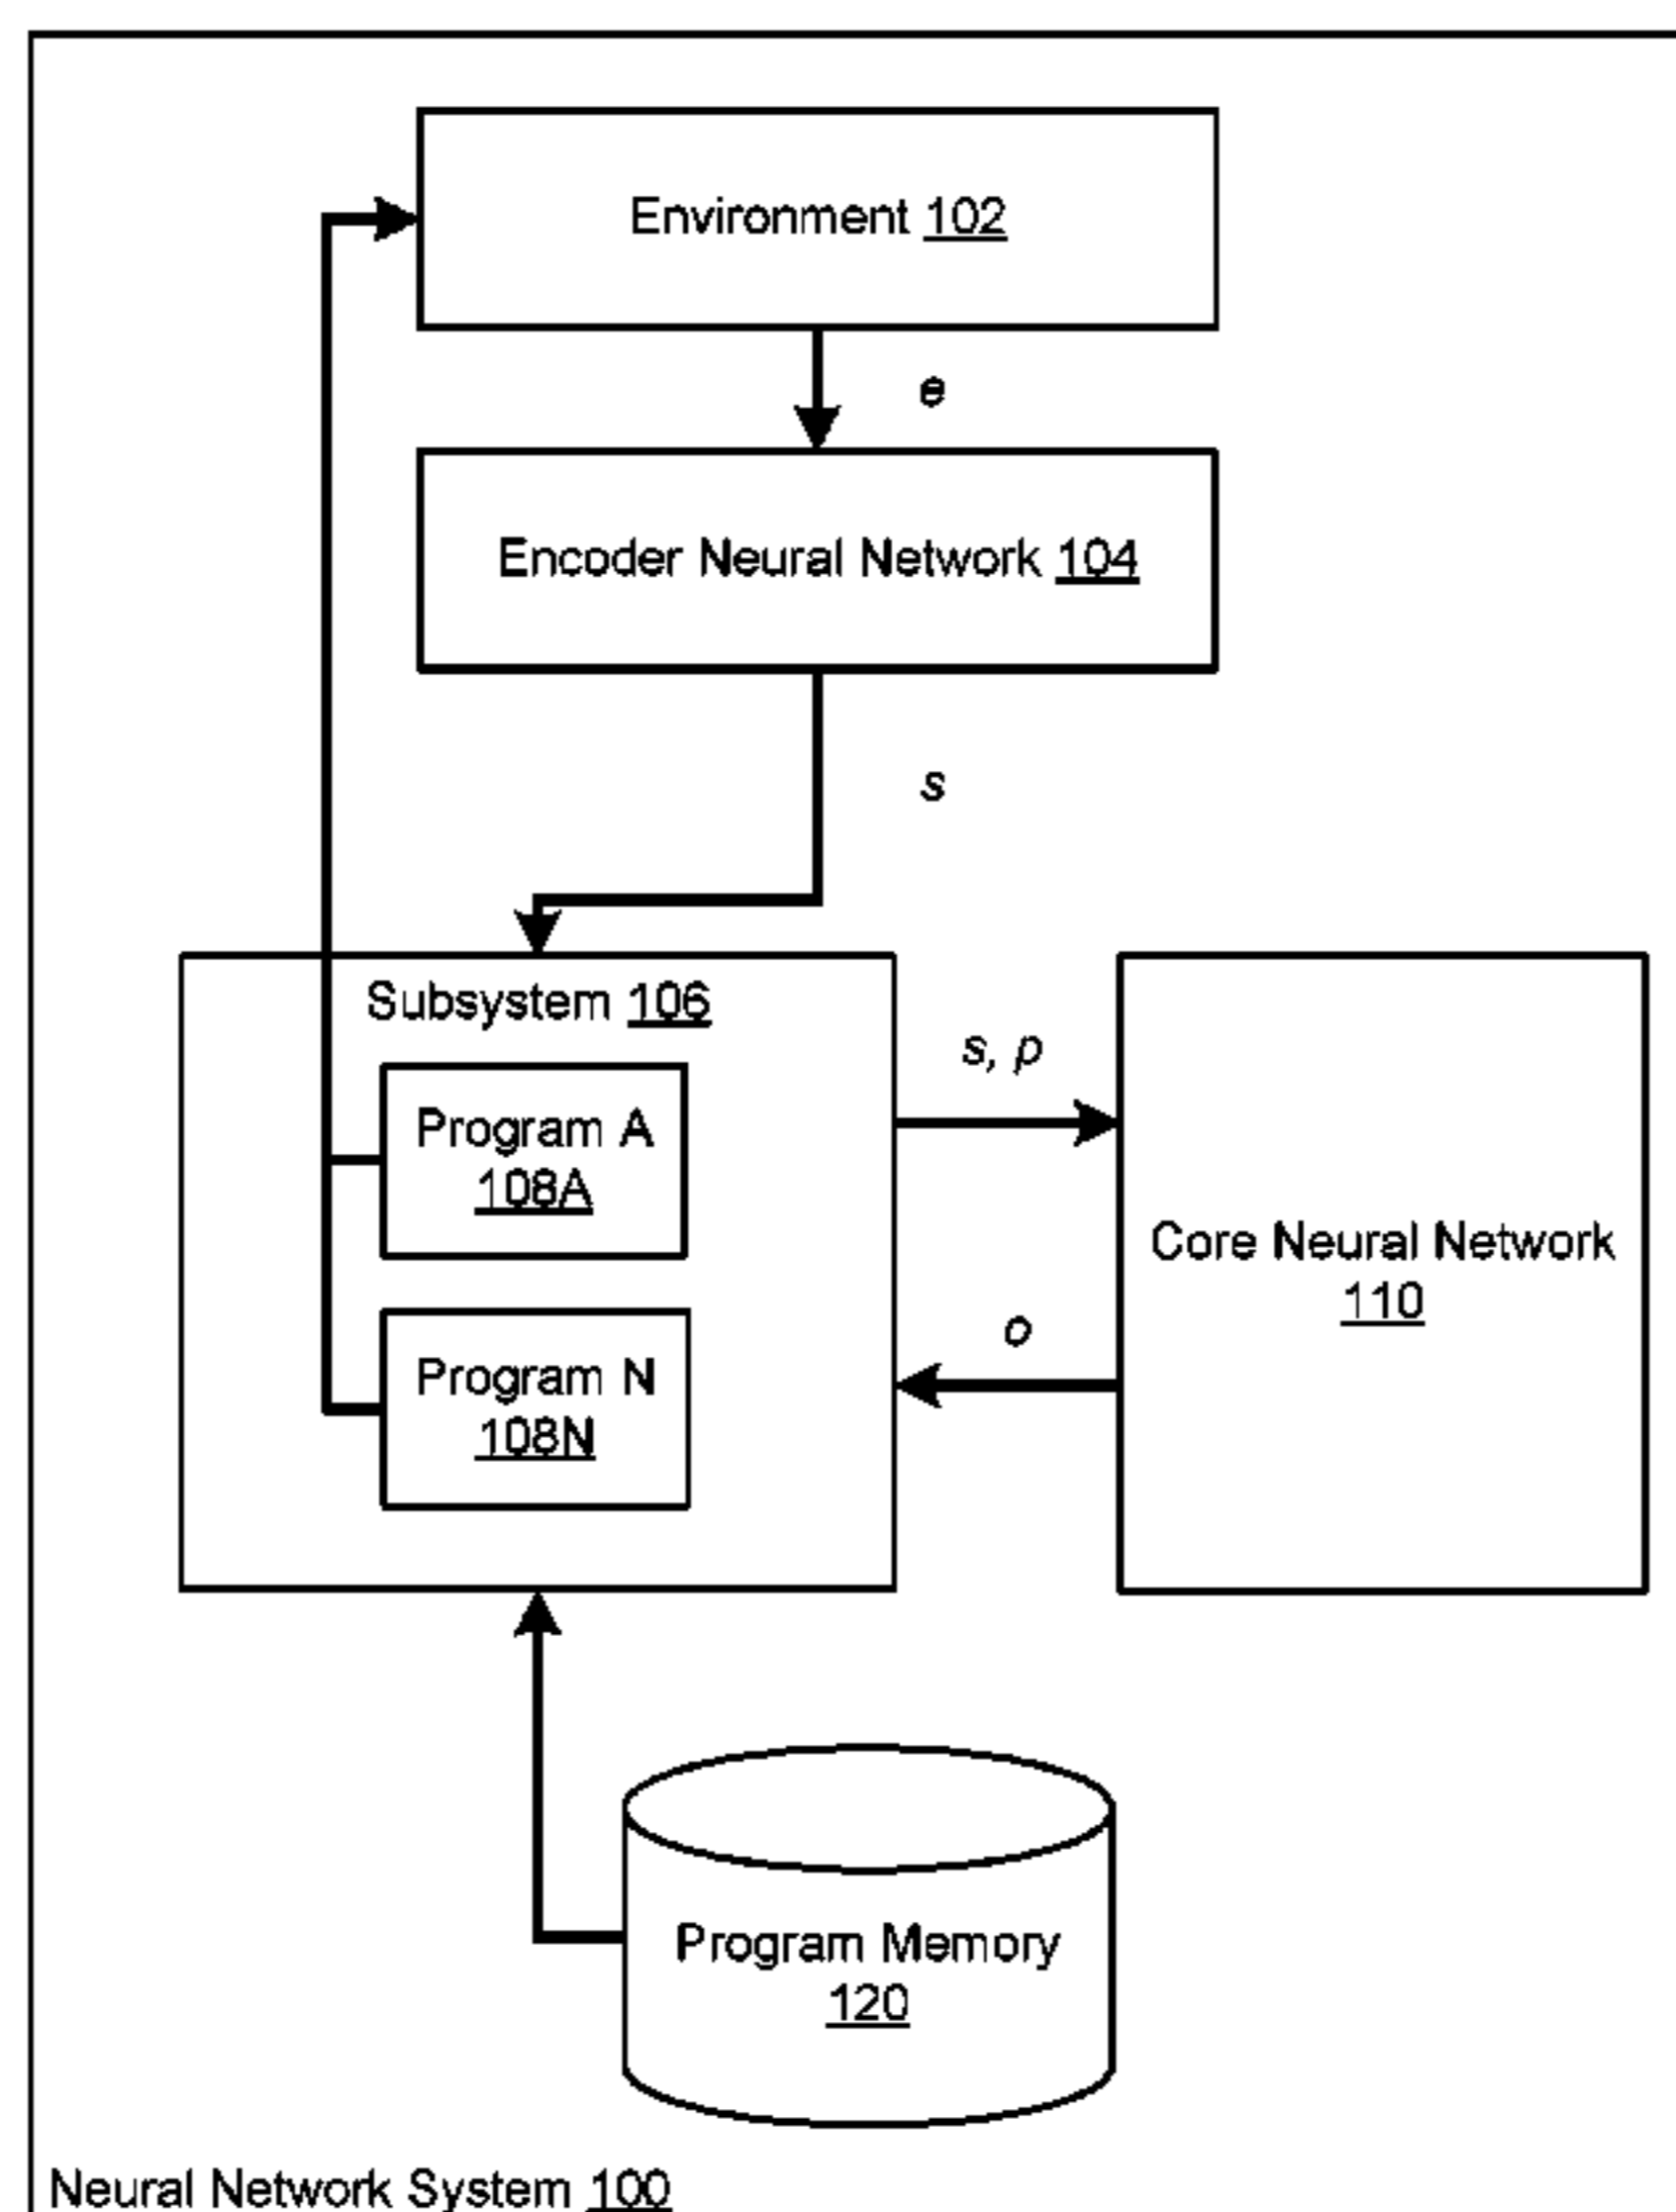 Environment 102
e
Encoder Neural Network 104
s
Subsystem 106
s, p
Program A
108A
Core Neural Network
110
o
Program N
108N
Program Memory
120
Neural Network System 100